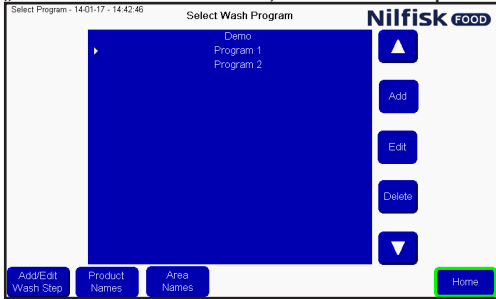 Select Program - 14-01-17 - 14:42:46
Select Wash Program
Nilfisk FOOD
Demo
Program 1
Program 2
Add
Edit
Delete
Add/Edit
Wash Step
Product
Names
Area
Names
Home